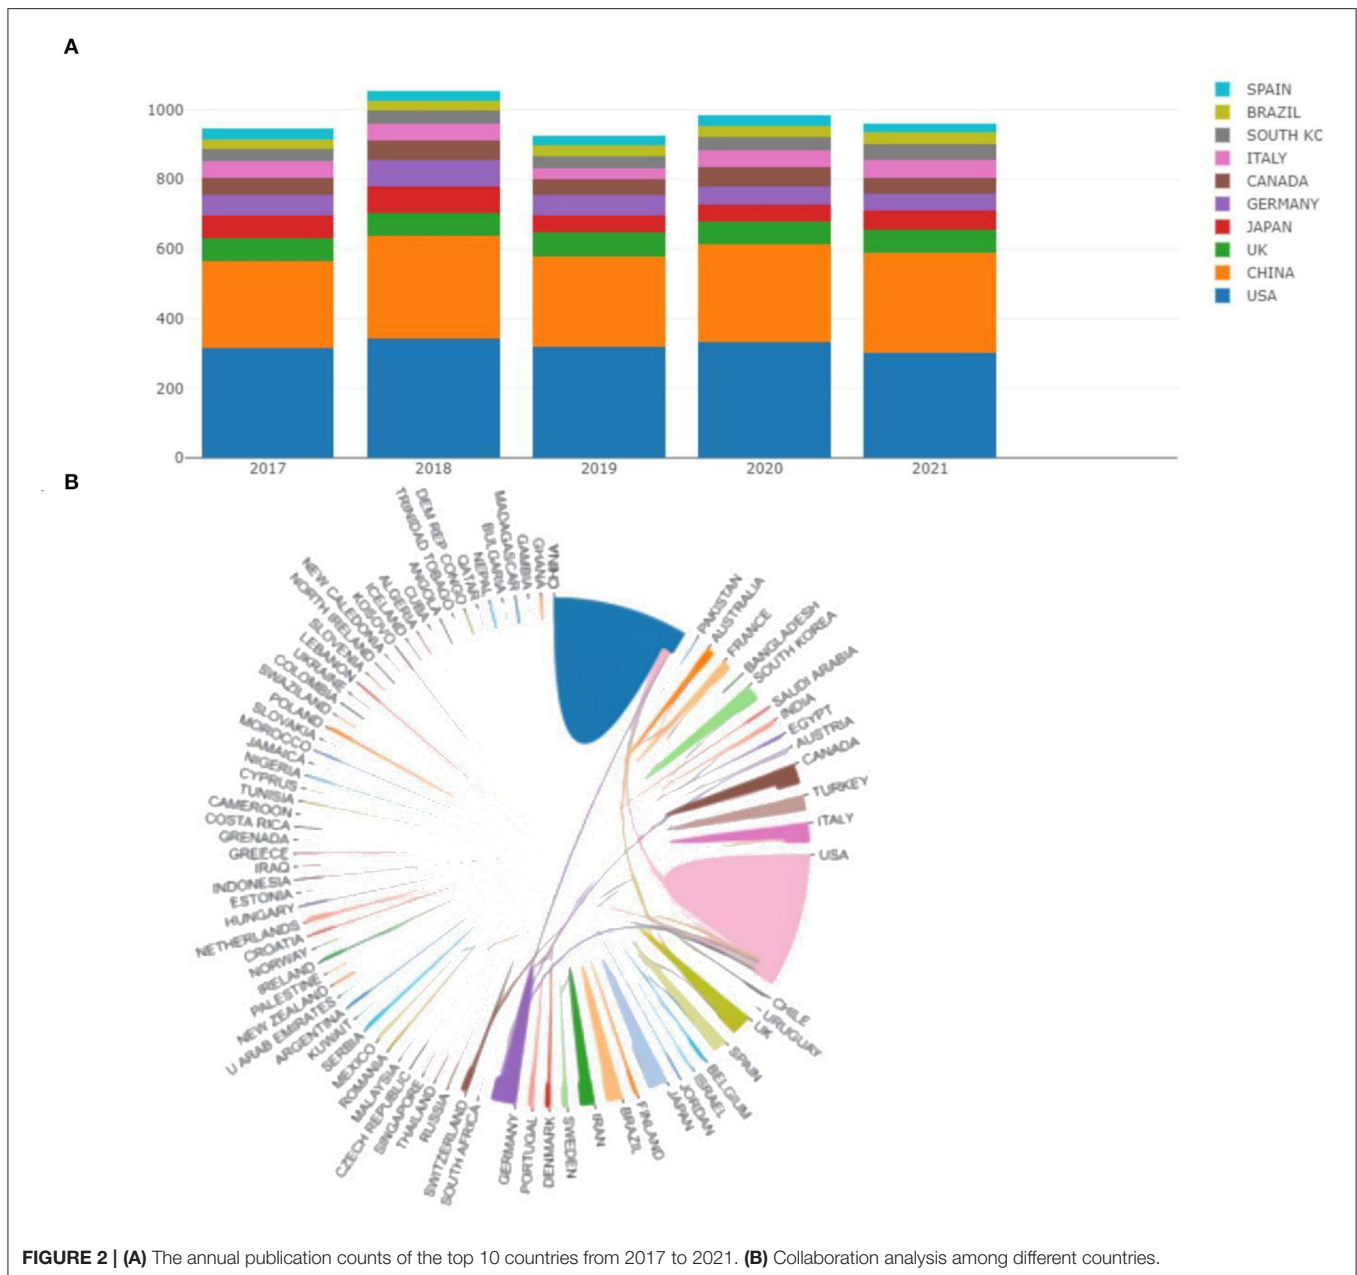 A
1000
800
600
400
200
0
2017
2018
2019
2020
2021
SPAIN
BRAZIL
SOUTH KC
ITALY
CANADA
GERMANY
JAPAN
UK
CHINA
USA
B
CHINA
PAKISTAN
AUSTRALIA
FRANCE
BANGLADESH
SOUTH KOREA
SAUDI ARABIA
INDIA
EGYPT
AUSTRIA
CANADA
TURKEY
ITALY
USA
CHILE
URUGUAY
UK
SPAIN
BELGIUM
ISRAEL
JORDAN
JAPAN
FINLAND
BRAZIL
IRAN
SWEDEN
DENMARK
PORTUGAL
GERMANY
SOUTH AFRICA
SWITZERLAND
RUSSIA
THAILAND
SINGAPORE
CZECH REPUBLIC
MALAYSIA
ROMANIA
MEXICO
SERBIA
KUWAIT
ARGENTINA
U ARAB EMIRATES
NEW ZEALAND
PALESTINE
IRELAND
NORWAY
CROATIA
NETHERLANDS
HUNGARY
ESTONIA
INDONESIA
IRAQ
GREECE
GRENADA
COSTA RICA
CAMEROON
TUNISIA
CYPRUS
NIGERIA
JAMAICA
MOROCCO
SLOVAKIA
POLAND
SWAZILAND
COLOMBIA
UKRAINE
LEBANON
SLOVENIA
NORTH IRELAND
NEW CALEDONIA
KOSOVO
ICELAND
ALGERIA
CUBA
ANGOLA
TRINIDAD TOBAGO
DEM REP CONGO
QATAR
NEPAL
BULGARIA
MADAGASCAR
GAMBIA
GHANA
FIGURE 2 | (A) The annual publication counts of the top 10 countries from 2017 to 2021. (B) Collaboration analysis among different countries.